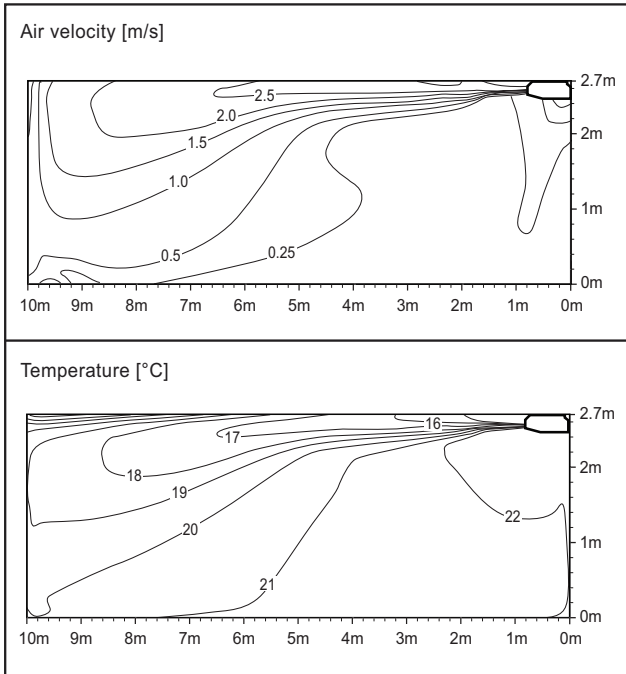 Air velocity [m/s]
2.7m
2.5
2.0
2m
1.5
1.0
1m
0.5
0.25
0m
10m 9m 8m 7m 6m 5m 4m 3m 2m 1m 0m
Temperature [°C]
2.7m
16
17
18
2m
19
22
20
1m
21
0m
10m 9m 8m 7m 6m 5m 4m 3m 2m 1m 0m